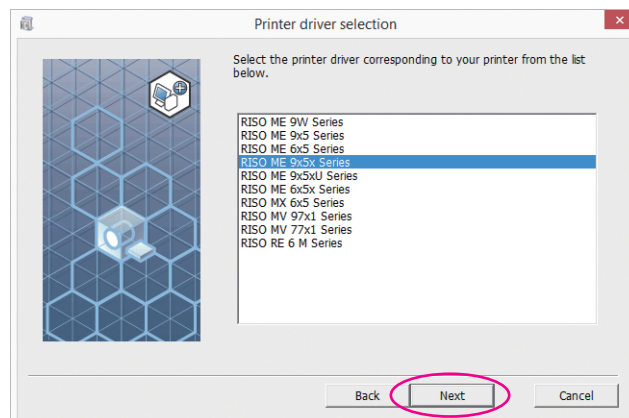 Printer driver selection
Select the printer driver corresponding to your printer from the list
below.
RISO ME 9W Series
RISO ME 9x5 Series
RISO ME 6x5 Series
RISO ME 9x5x Series
RISO ME 9x5xU Series
RISO ME 6x5x Series
RISO MX 6x5 Series
RISO MV 97x1 Series
RISO MV 77x1 Series
RISO RE 6 M Series
Back Next Cancel